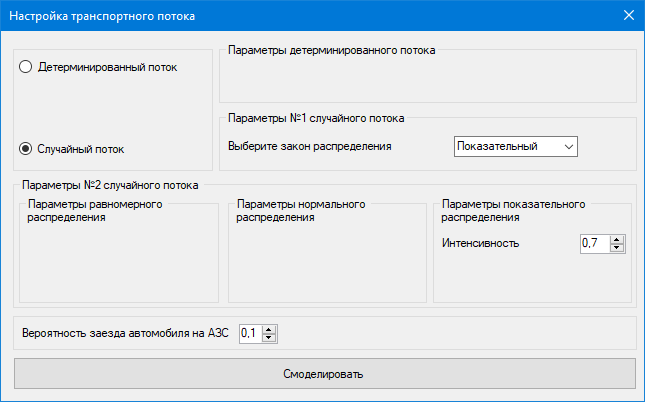 Настройка транспортного потока
Детерминированный поток
Случайный поток
Параметры детерминированного потока
Параметры №1 случайного потока
Выберите закон распределения
Показательный
Параметры №2 случайного потока
Параметры равномерного
распределения
Параметры нормального
распределения
Параметры показательного
распределения
Интенсивность
0,7
Вероятность заезда автомобиля на АЗС
0,1
Смоделировать